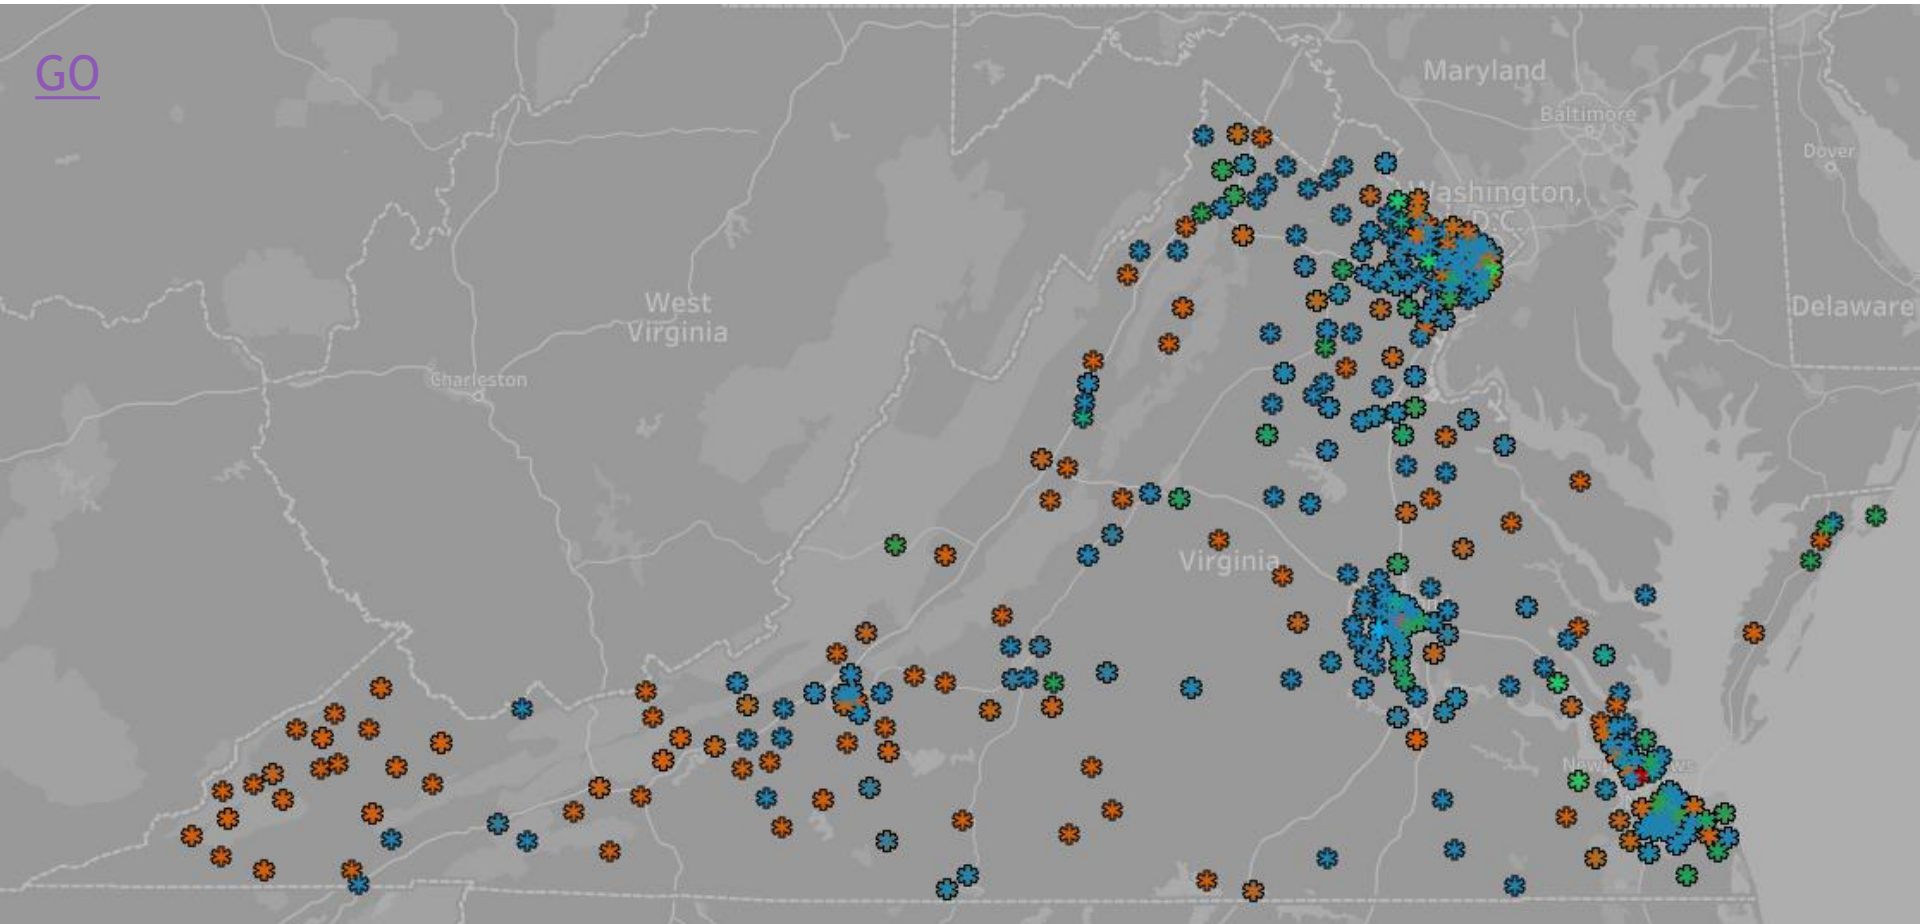 GO
Maryland
Baltimore
Dover
Washington,
D.C.
West
Virginia
Delaware
Charleston
Virginia